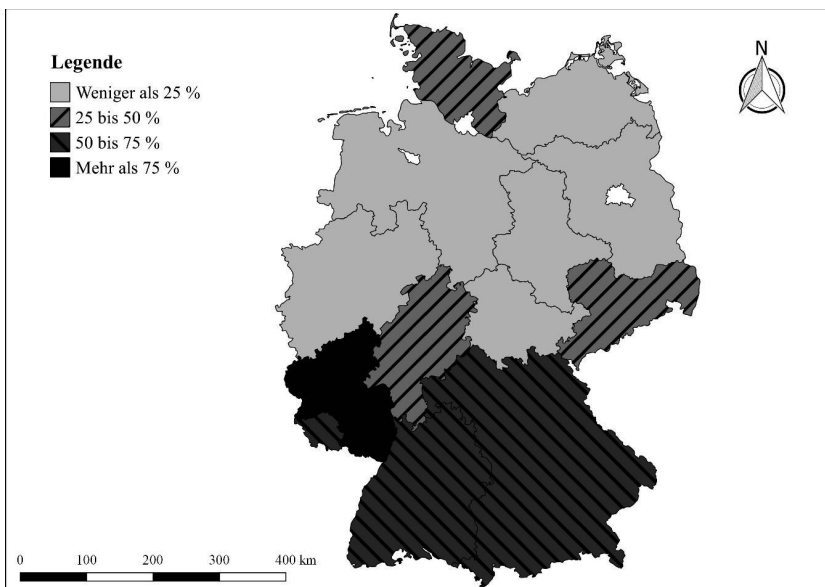 Legende
Weniger als 25 %
25 bis 50 %
50 bis 75 %
Mehr als 75 %
N
0 100 200 300 400 km